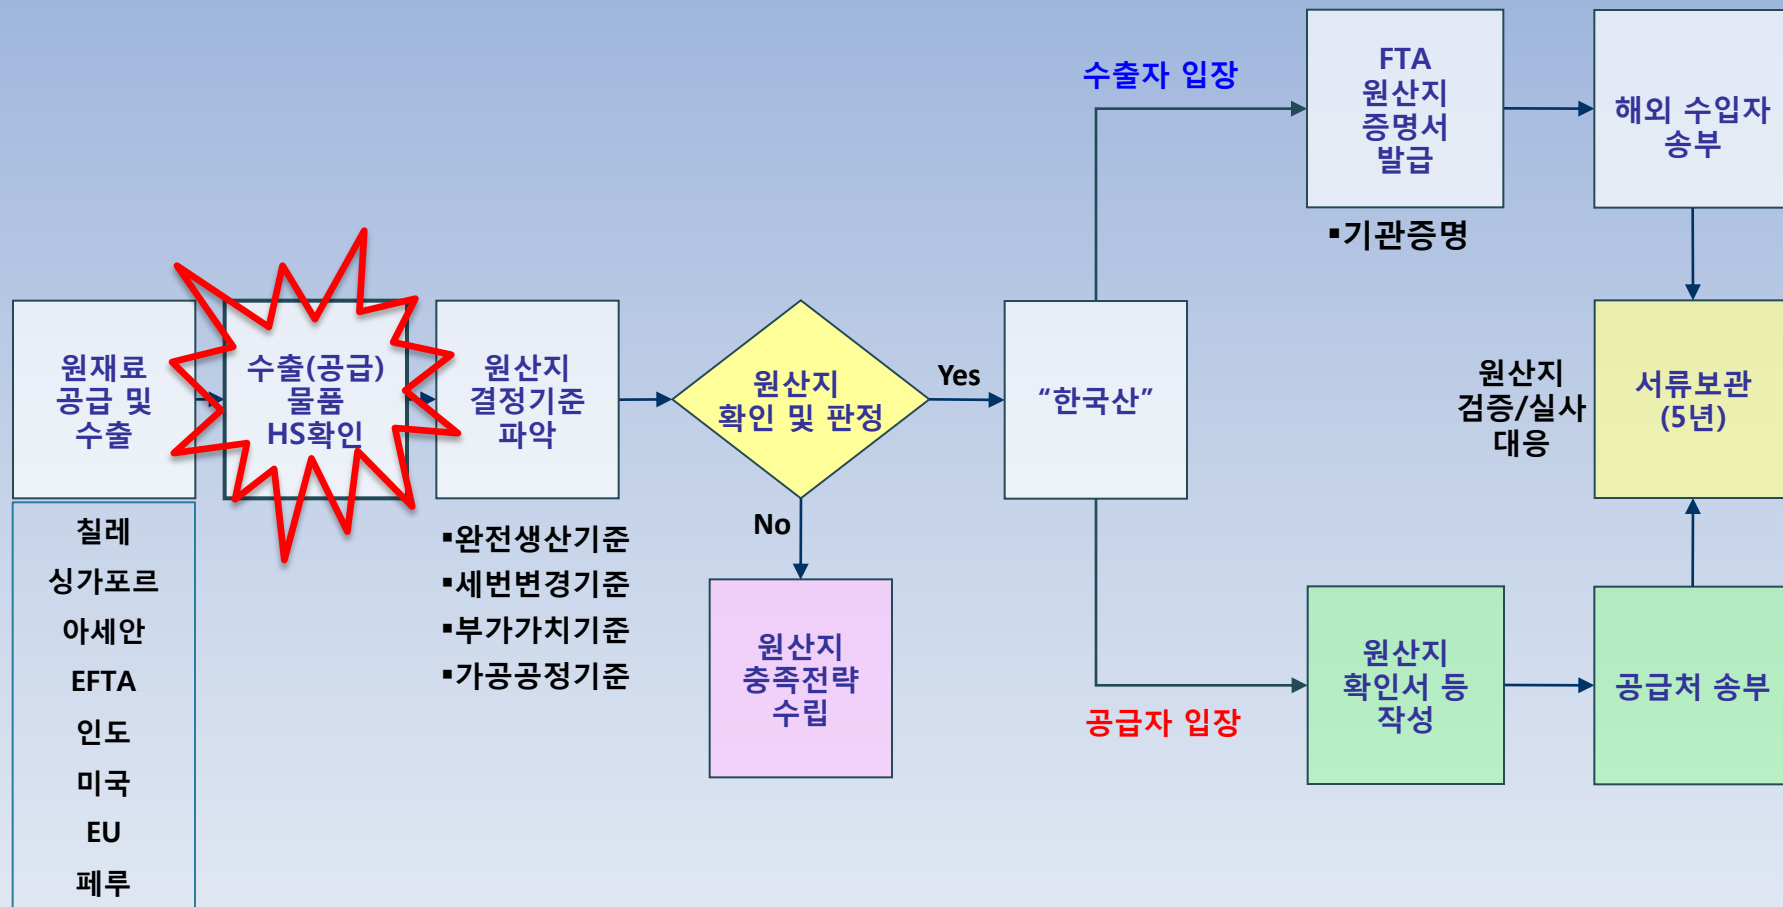 수출자 입장
FTA
원산지
증명서
발급
▪기관증명
해외 수입자
송부
원재료
공급 및
수출
수출(공급)
물품
HS확인
원산지
결정기준
파악
원산지
확인 및 판정
Yes
No
“한국산”
원산지
검증/실사
대응
서류보관
(5년)
칠레
싱가포르
아세안
EFTA
인도
미국
EU
페루
▪완전생산기준
▪세번변경기준
▪부가가치기준
▪가공공정기준
원산지
충족전략
수립
공급자 입장
원산지
확인서 등
작성
공급처 송부